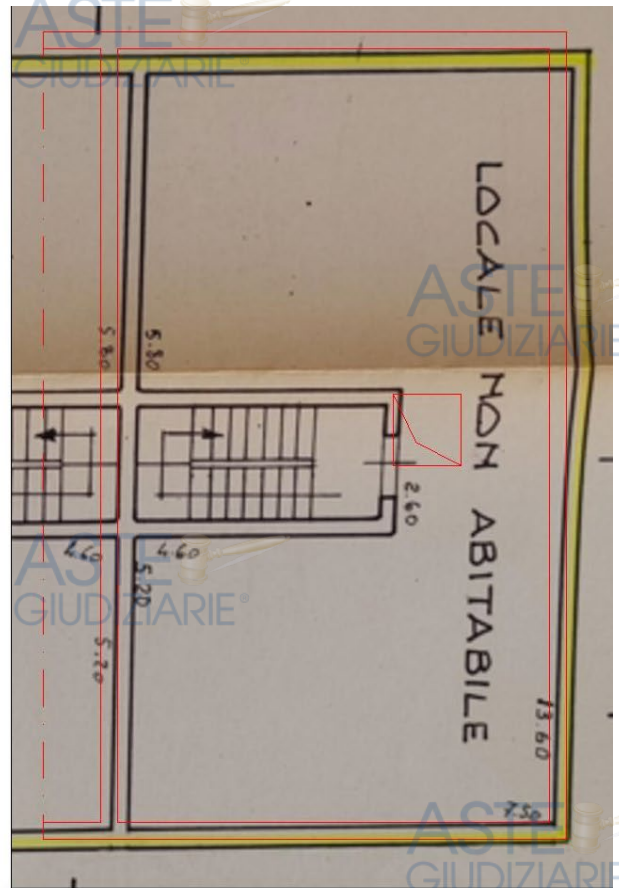 ASTE
GIUDIZIARIE®
LOCALE NON ABITABILE
ASTE
GIUDIZIARIE
5.80
5.80
2.60
4.60
4.60
5.20
5.20
ASTE
GIUDIZIARIE®
13.60
7.50
ASTE
GIUDIZIARIE